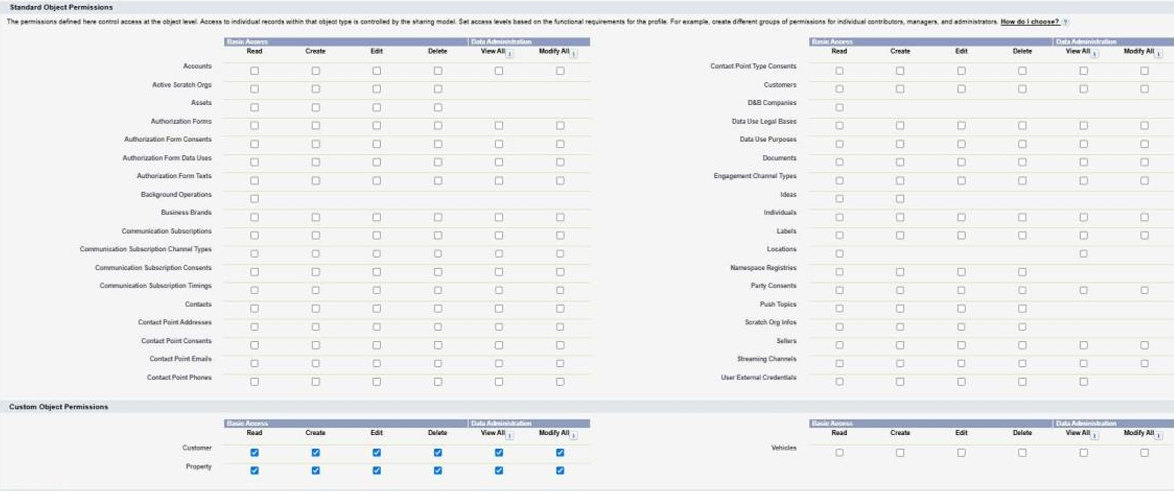 Standard Object Permissions
The permissions defined here control access at the object level. Access to individual records within that object type is controlled by the sharing model. Set access levels based on the functional requirements for the profile. For example, create different groups of permissions for individual contributors, managers, and administrators. How do I choose? ?
Basic Access Data Administration
Read Create Edit Delete View All i Modify All i
Accounts
Active Scratch Orgs
Assets
Authorization Forms
Authorization Form Consents
Authorization Form Data Uses
Authorization Form Texts
Background Operations
Business Brands
Communication Subscriptions
Communication Subscription Channel Types
Communication Subscription Consents
Communication Subscription Timings
Contacts
Contact Point Addresses
Contact Point Consents
Contact Point Emails
Contact Point Phones
Basic Access Data Administration
Read Create Edit Delete View All i Modify All i
Contact Point Type Consents
Customers
D&B Companies
Data Use Legal Bases
Data Use Purposes
Documents
Engagement Channel Types
Ideas
Individuals
Labels
Locations
Namespace Registries
Party Consents
Push Topics
Scratch Org Infos
Sellers
Streaming Channels
User External Credentials
Custom Object Permissions
Basic Access Data Administration
Read Create Edit Delete View All i Modify All i
Customer
Property
Basic Access Data Administration
Read Create Edit Delete View All i Modify All i
Vehicles